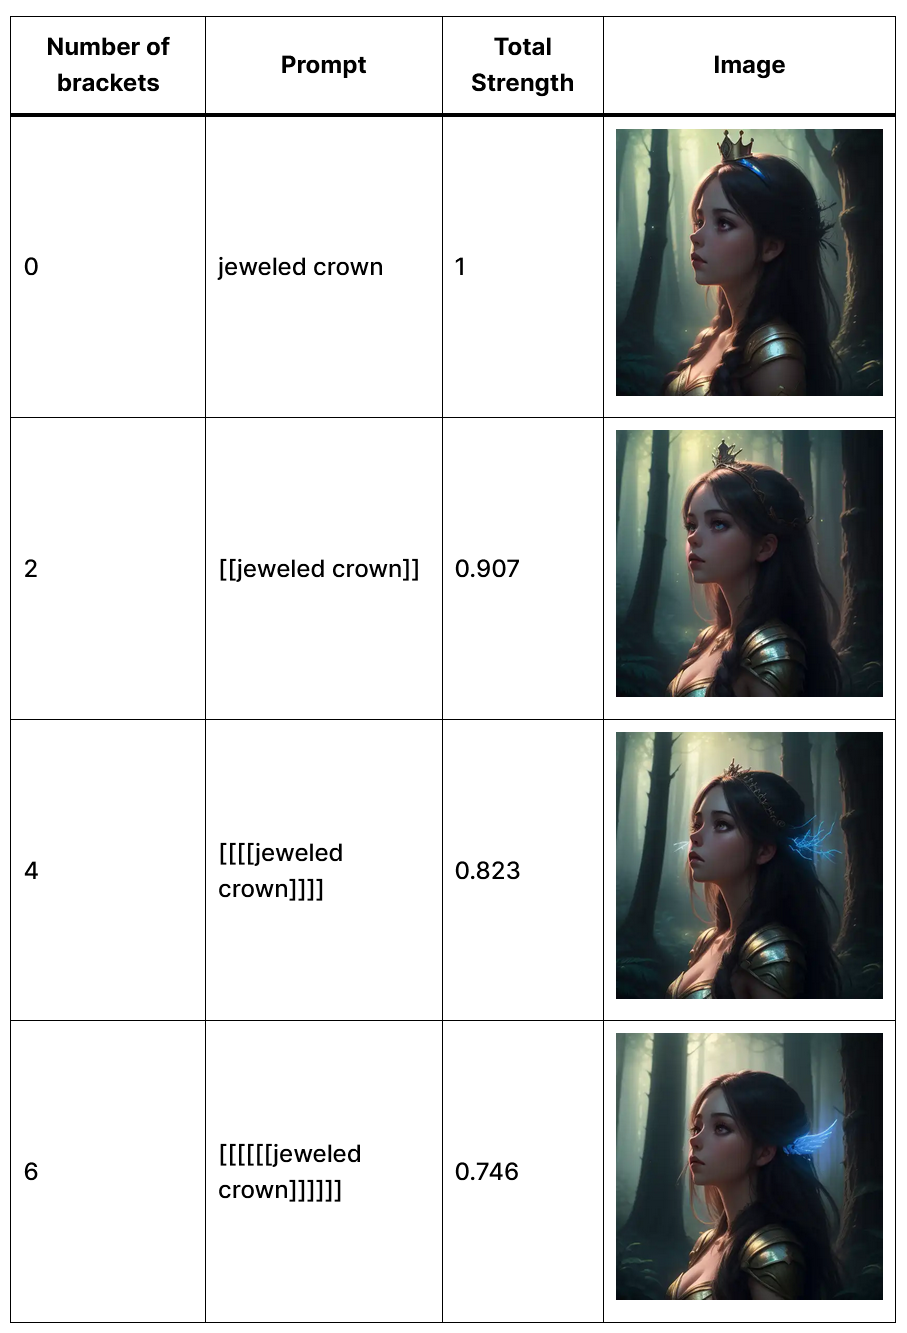 Number of
brackets
Prompt
Total
Strength
Image
0
jeweled crown
1
2
[[jeweled crown]]
0.907
4
[[[[jeweled
crown]]]]
0.823
6
[[[[[[jeweled
crown]]]]]]
0.746